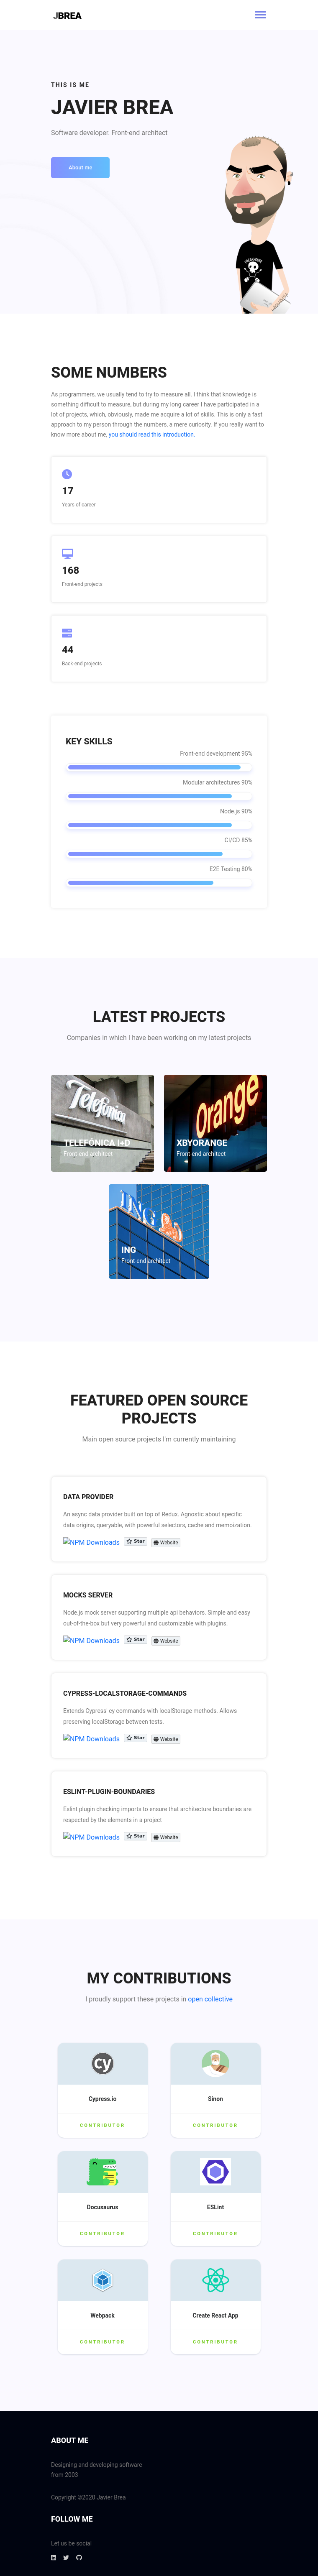 JBREA
THIS IS ME
JAVIER BREA
Software developer. Front-end architect
About me
SOME NUMBERS
As programmers, we usually tend to try to measure all. I think that knowledge is
something difficult to measure, but during my long career I have participated in a
lot of projects, which, obviously, made me acquire a lot of skills. This is only a fast
approach to my person through the numbers, a mere curiosity. If you really want to
know more about me, you should read this introduction.
17
Years of career
168
Front-end projects
44
Back-end projects
KEY SKILLS
Front-end development 95%
Modular architectures 90%
Node.js 90%
CI/CD 85%
E2E Testing 80%
LATEST PROJECTS
Companies in which I have been working on my latest projects
Telefónica
TELEFÓNICA I+D
Front-end architect
Orange
XBYORANGE
Front-end architect
ING
ING
Front-end architect
FEATURED OPEN SOURCE
PROJECTS
Main open source projects I'm currently maintaining
DATA PROVIDER
An async data provider built on top of Redux. Agnostic about specific
data origins, queryable, with powerful selectors, cache and memoization.
NPM Downloads Star Website
MOCKS SERVER
Node.js mock server supporting multiple api behaviors. Simple and easy
out-of-the-box but very powerful and customizable with plugins.
NPM Downloads Star Website
CYPRESS-LOCALSTORAGE-COMMANDS
Extends Cypress' cy commands with localStorage methods. Allows
preserving localStorage between tests.
NPM Downloads Star Website
ESLINT-PLUGIN-BOUNDARIES
Eslint plugin checking imports to ensure that architecture boundaries are
respected by the elements in a project
NPM Downloads Star Website
MY CONTRIBUTIONS
I proudly support these projects in open collective
cy
Cypress.io
CONTRIBUTOR
Sinon
CONTRIBUTOR
Docusaurus
CONTRIBUTOR
ESLint
CONTRIBUTOR
Webpack
CONTRIBUTOR
Create React App
CONTRIBUTOR
ABOUT ME
Designing and developing software
from 2003
Copyright ©2020 Javier Brea
FOLLOW ME
Let us be social